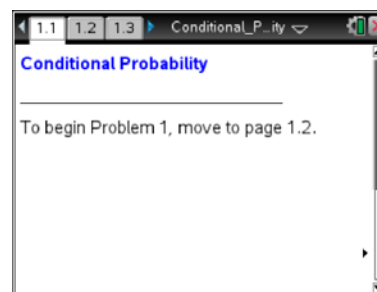 1.1 1.2 1.3 Conditional_P...ity
Conditional Probability
To begin Problem 1, move to page 1.2.